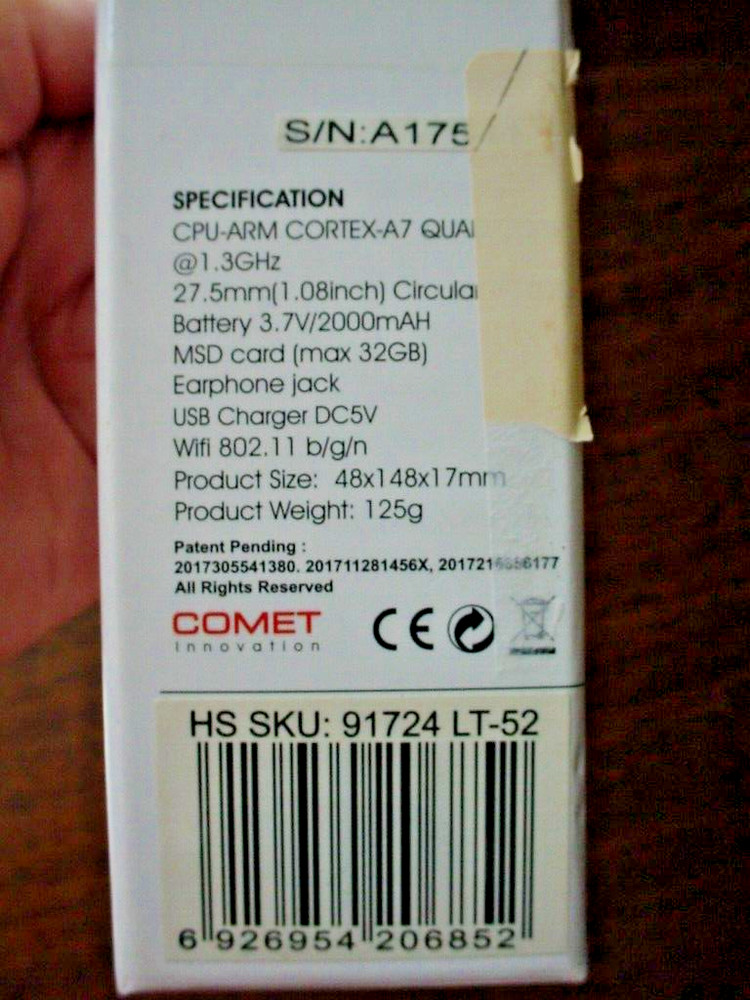 S/N:A175
SPECIFICATION
CPU-ARM CORTEX-A7
@1.3GHz
27.5mm(1.08inch)
Battery 3.7V/2000mAH
MSD card (max 32GB)
Earphone jack
USB Charger DC5V
Wifi 802.11 b/g/n
Product Size: 48x148x17mm
Product Weight: 125g
Patent Pending :
2017305541380. 201711281456X,
All Rights Reserved
COMET
Innovation
CE
HS SKU: 91724 LT-52
6 926954 206852